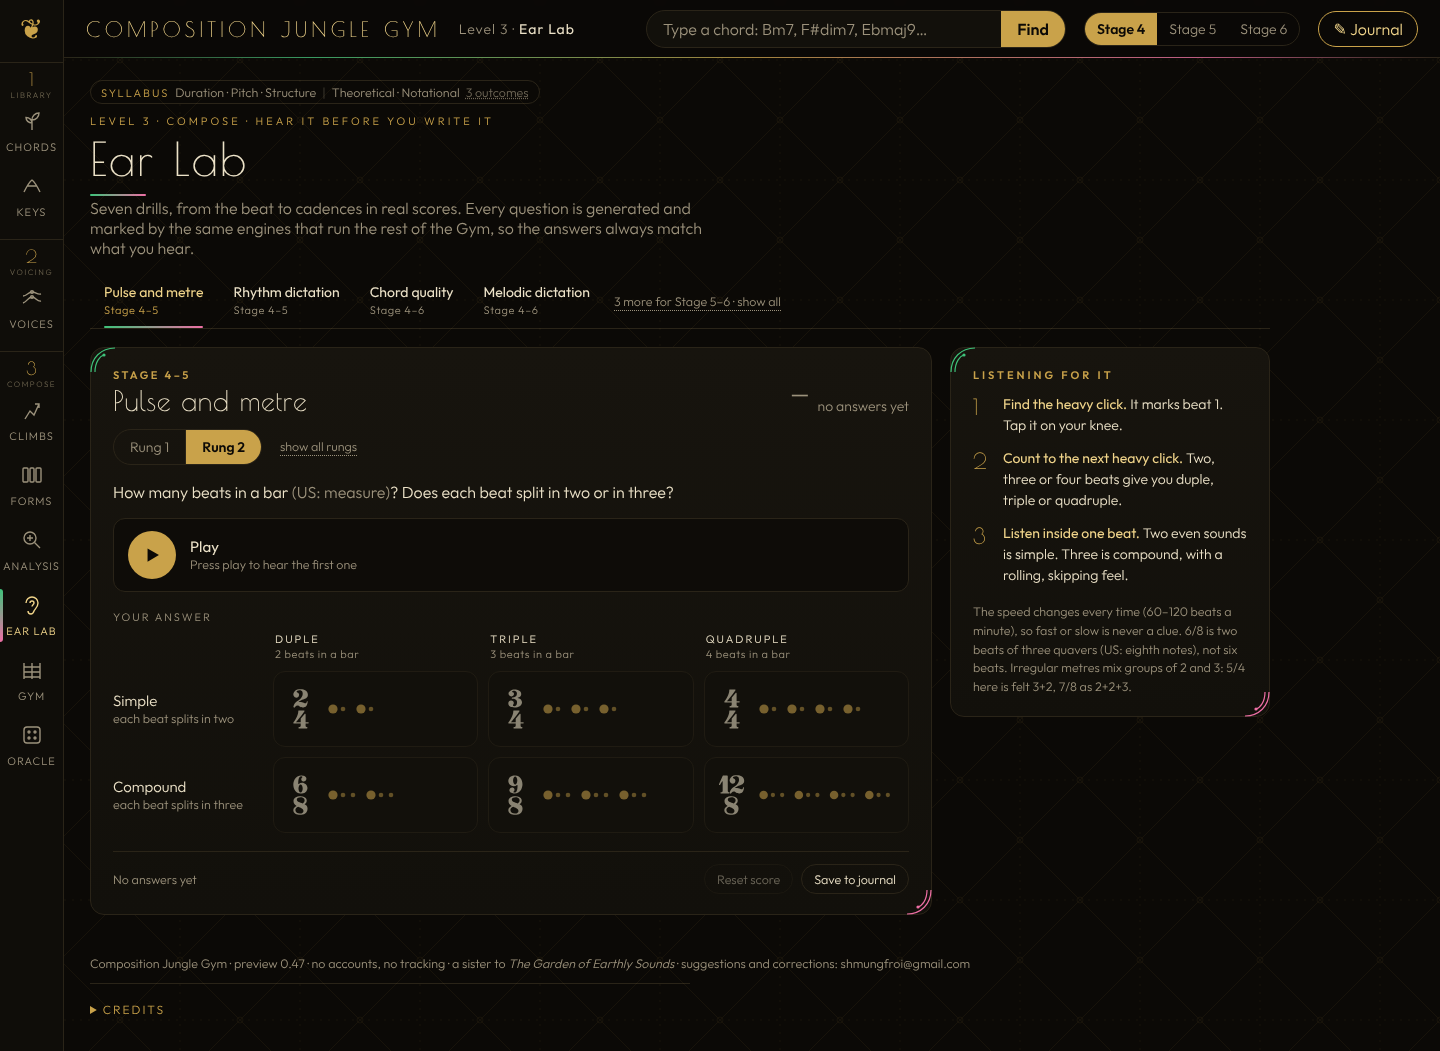 COMPOSITION JUNGLE GYM
Level 3 · Ear Lab
Type a chord: Bm7, F#dim7, Ebmaj9...
Find
Stage 4
Stage 5
Stage 6
✎ Journal
1
LIBRARY
CHORDS
KEYS
2
VOICING
VOICES
3
COMPOSE
CLIMBS
FORMS
ANALYSIS
EAR LAB
GYM
ORACLE
SYLLABUS Duration · Pitch · Structure | Theoretical · Notational 3 outcomes
LEVEL 3 · COMPOSE · HEAR IT BEFORE YOU WRITE IT
Ear Lab
Seven drills, from the beat to cadences in real scores. Every question is generated and
marked by the same engines that run the rest of the Gym, so the answers always match
what you hear.
Pulse and metre
Stage 4–5
Rhythm dictation
Stage 4–5
Chord quality
Stage 4–6
Melodic dictation
Stage 4–6
3 more for Stage 5–6 · show all
STAGE 4–5
Pulse and metre
— no answers yet
Rung 1
Rung 2
show all rungs
How many beats in a bar (US: measure)? Does each beat split in two or in three?
Play
Press play to hear the first one
YOUR ANSWER
DUPLE
2 beats in a bar
TRIPLE
3 beats in a bar
QUADRUPLE
4 beats in a bar
Simple
each beat splits in two
2
4
3
4
4
4
Compound
each beat splits in three
6
8
9
8
12
8
No answers yet
Reset score
Save to journal
LISTENING FOR IT
1 Find the heavy click. It marks beat 1.
Tap it on your knee.
2 Count to the next heavy click. Two,
three or four beats give you duple,
triple or quadruple.
3 Listen inside one beat. Two even sounds
is simple. Three is compound, with a
rolling, skipping feel.
The speed changes every time (60–120 beats a
minute), so fast or slow is never a clue. 6/8 is two
beats of three quavers (US: eighth notes), not six
beats. Irregular metres mix groups of 2 and 3: 5/4
here is felt 3+2, 7/8 as 2+2+3.
Composition Jungle Gym · preview 0.47 · no accounts, no tracking · a sister to The Garden of Earthly Sounds · suggestions and corrections: shmungfroi@gmail.com
▶ CREDITS